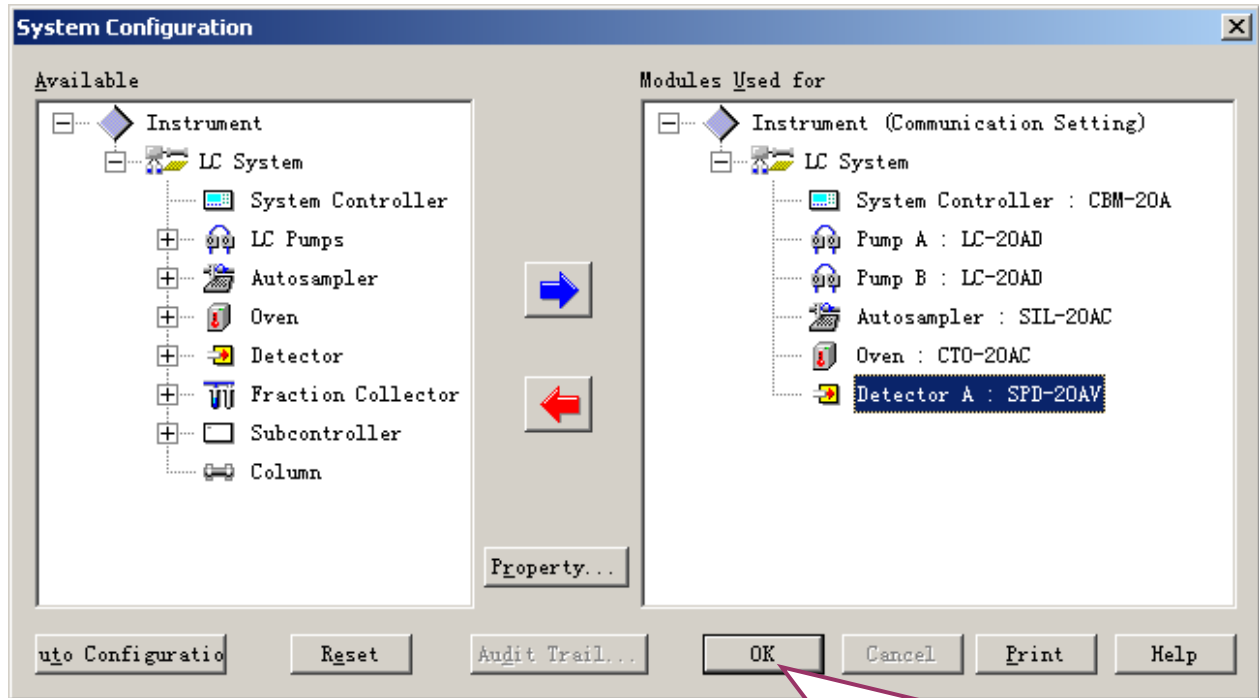 System Configuration
Available
Instrument
LC System
System Controller
LC Pumps
Autosampler
Oven
Detector
Fraction Collector
Subcontroller
Column
Property...
Modules Used for
Instrument (Communication Setting)
LC System
System Controller : CBM-20A
Pump A : LC-20AD
Pump B : LC-20AD
Autosampler : SIL-20AC
Oven : CTO-20AC
Detector A : SPD-20AV
uto Configuratio
Reset
Audit Trail...
OK
Cancel
Print
Help